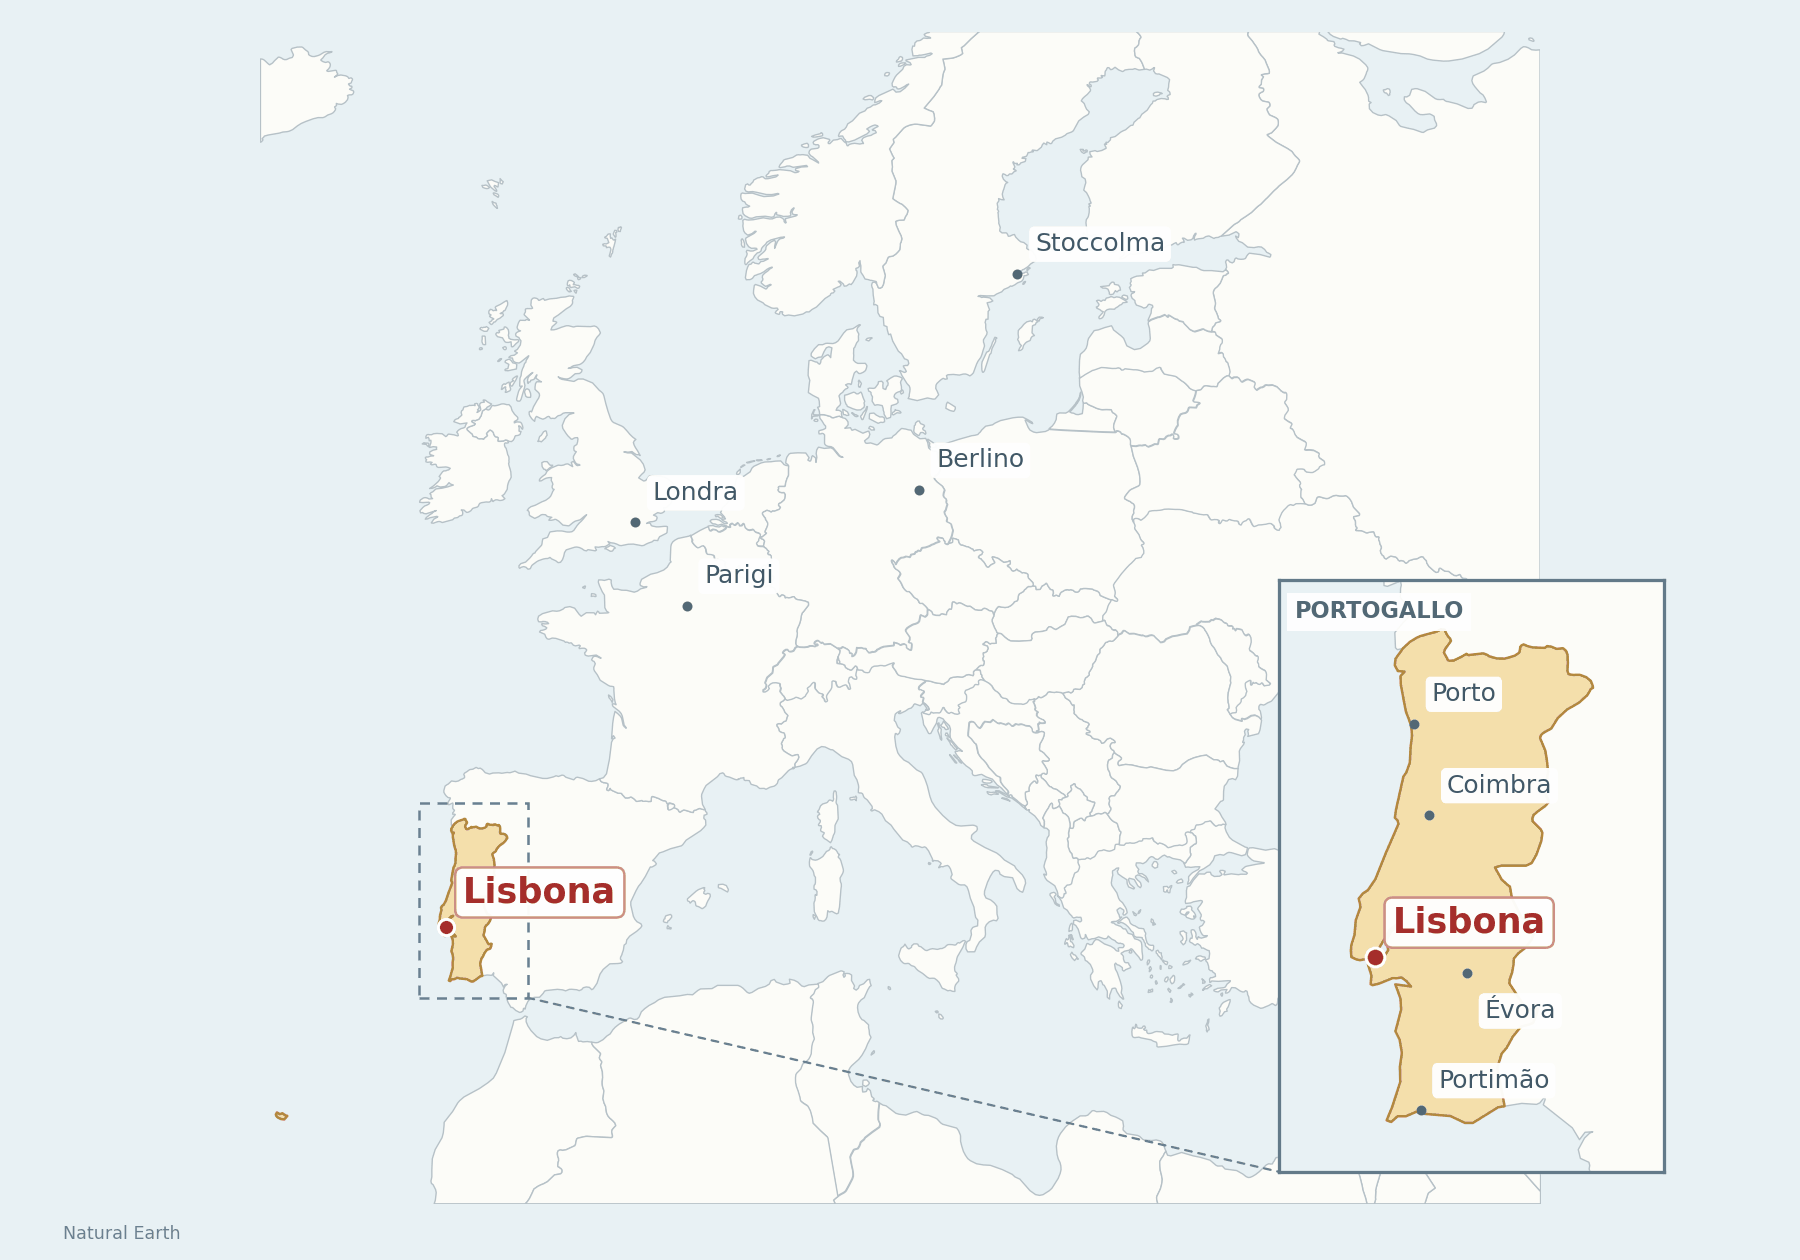 Stoccolma
Berlino
Londra
Parigi
Lisbona
PORTOGALLO
Porto
Coimbra
Lisbona
Évora
Portimão
Natural Earth